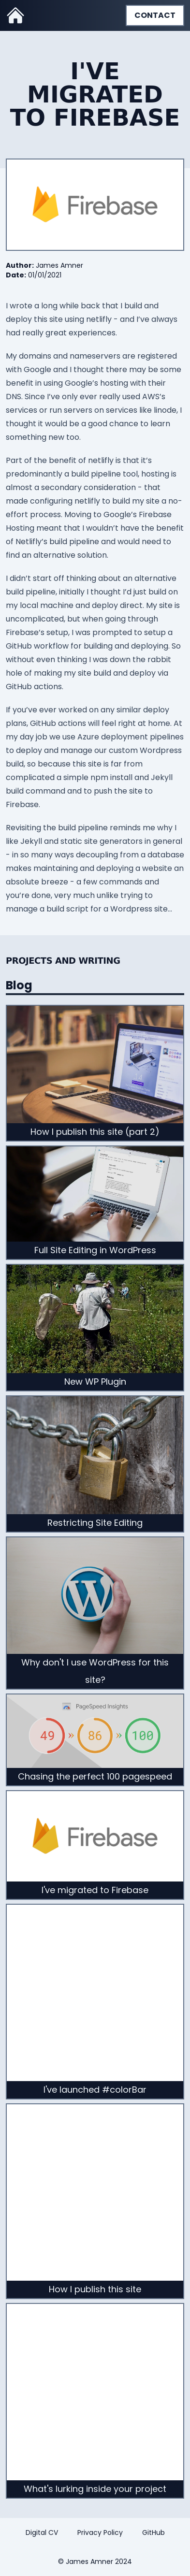 CONTACT
I'VE
MIGRATED
TO FIREBASE
Firebase
Author: James Amner
Date: 01/01/2021
I wrote a long while back that I build and
deploy this site using netlify - and I've always
had really great experiences.
My domains and nameservers are registered
with Google and I thought there may be some
benefit in using Google's hosting with their
DNS. Since I've only ever really used AWS's
services or run servers on services like linode, I
thought it would be a good chance to learn
something new too.
Part of the benefit of netlify is that it's
predominantly a build pipeline tool, hosting is
almost a secondary consideration - that
made configuring netlify to build my site a no-
effort process. Moving to Google's Firebase
Hosting meant that I wouldn't have the benefit
of Netlify's build pipeline and would need to
find an alternative solution.
I didn't start off thinking about an alternative
build pipeline, initially I thought I'd just build on
my local machine and deploy direct. My site is
uncomplicated, but when going through
Firebase's setup, I was prompted to setup a
GitHub workflow for building and deploying. So
without even thinking I was down the rabbit
hole of making my site build and deploy via
GitHub actions.
If you've ever worked on any similar deploy
plans, GitHub actions will feel right at home. At
my day job we use Azure deployment pipelines
to deploy and manage our custom Wordpress
build, so because this site is far from
complicated a simple npm install and Jekyll
build command and to push the site to
Firebase.
Revisiting the build pipeline reminds me why I
like Jekyll and static site generators in general
- in so many ways decoupling from a database
makes maintaining and deploying a website an
absolute breeze - a few commands and
you're done, very much unlike trying to
manage a build script for a Wordpress site...
PROJECTS AND WRITING
Blog
How I publish this site (part 2)
Full Site Editing in WordPress
New WP Plugin
Restricting Site Editing
Why don't I use WordPress for this
site?
PageSpeed Insights
49 » 86 » 100
Chasing the perfect 100 pagespeed
Firebase
I've migrated to Firebase
I've launched #colorBar
How I publish this site
What's lurking inside your project
Digital CV Privacy Policy GitHub
© James Amner 2024